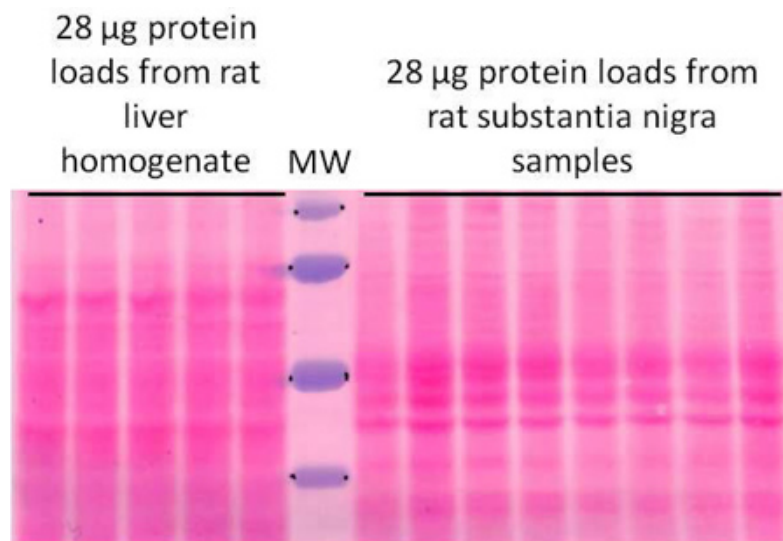 28 µg protein
loads from rat
liver
homogenate
MW
28 µg protein loads from
rat substantia nigra
samples